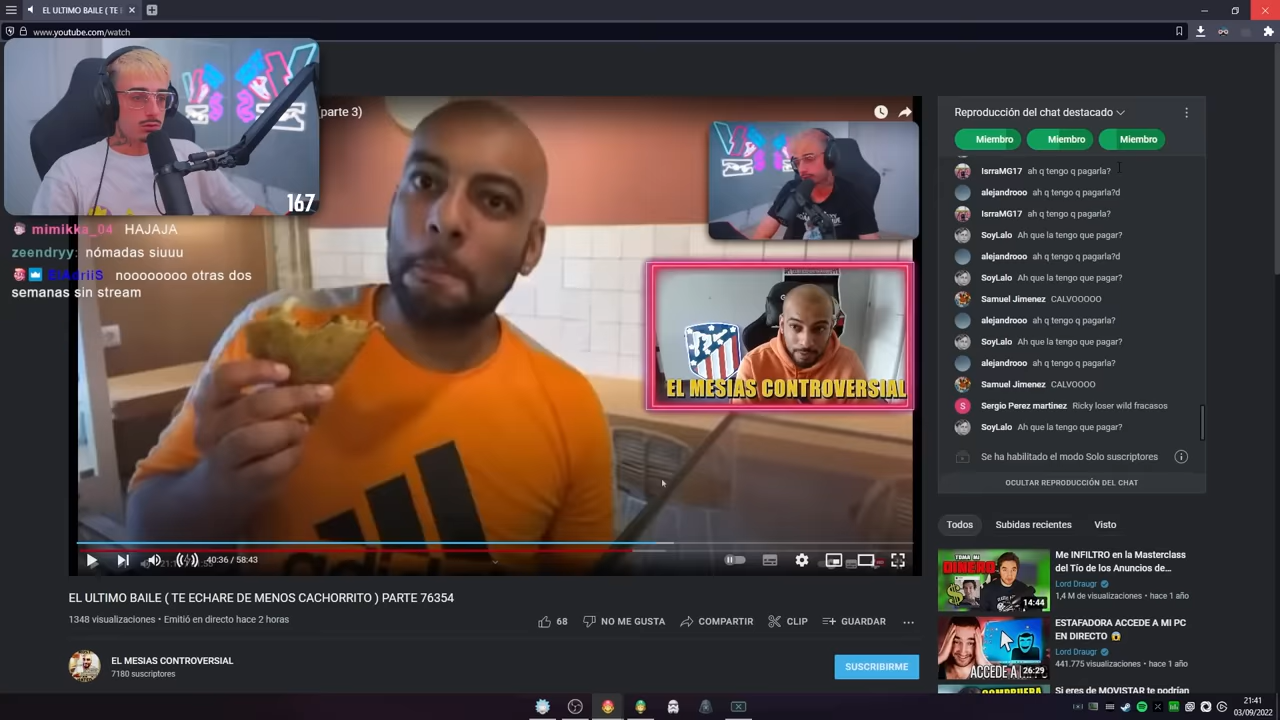 EL ULTIMO BAILE ( TE E
www.youtube.com/watch
167
mimikka_04 HAJAJA
zeendryy: nómadas siuuu
noooooooo otras dos
semanas sin stream
parte 3)
EL MESIAS CONTROVERSIAL
40:36 / 58:43
EL ULTIMO BAILE ( TE ECHARE DE MENOS CACHORRITO ) PARTE 76354
1348 visualizaciones • Emitió en directo hace 2 horas
68
NO ME GUSTA
COMPARTIR
CLIP
GUARDAR
EL MESIAS CONTROVERSIAL
7180 suscriptores
SUSCRIBIRME
Reproducción del chat destacado
Miembro
Miembro
Miembro
IsrraMG17 ah q tengo q pagarla?
alejandrooo ah q tengo q pagarla?d
IsrraMG17 ah q tengo q pagarla?
SoyLalo Ah que la tengo que pagar?
alejandrooo ah q tengo q pagarla?d
SoyLalo Ah que la tengo que pagar?
Samuel Jimenez CALVOOOOO
alejandrooo ah q tengo q pagarla?
SoyLalo Ah que la tengo que pagar?
alejandrooo ah q tengo q pagarla?
Samuel Jimenez CALVOOOO
S
Sergio Perez martinez Ricky loser wild fracasos
SoyLalo Ah que la tengo que pagar?
Se ha habilitado el modo Solo suscriptores
OCULTAR REPRODUCCIÓN DEL CHAT
Todos
Subidas recientes
Visto
TOMA MI
DINERO
14:44
Me INFILTRO en la Masterclass
del Tío de los Anuncios de...
Lord Draugr
1,4 M de visualizaciones • hace 1 año
ACCEDE A MI PC
26:29
ESTAFADORA ACCEDE A MI PC
EN DIRECTO 😱
Lord Draugr
441.775 visualizaciones • hace 1 año
COMPRUEBA
Si eres de MOVISTAR te podrían
21:41
03/09/2022